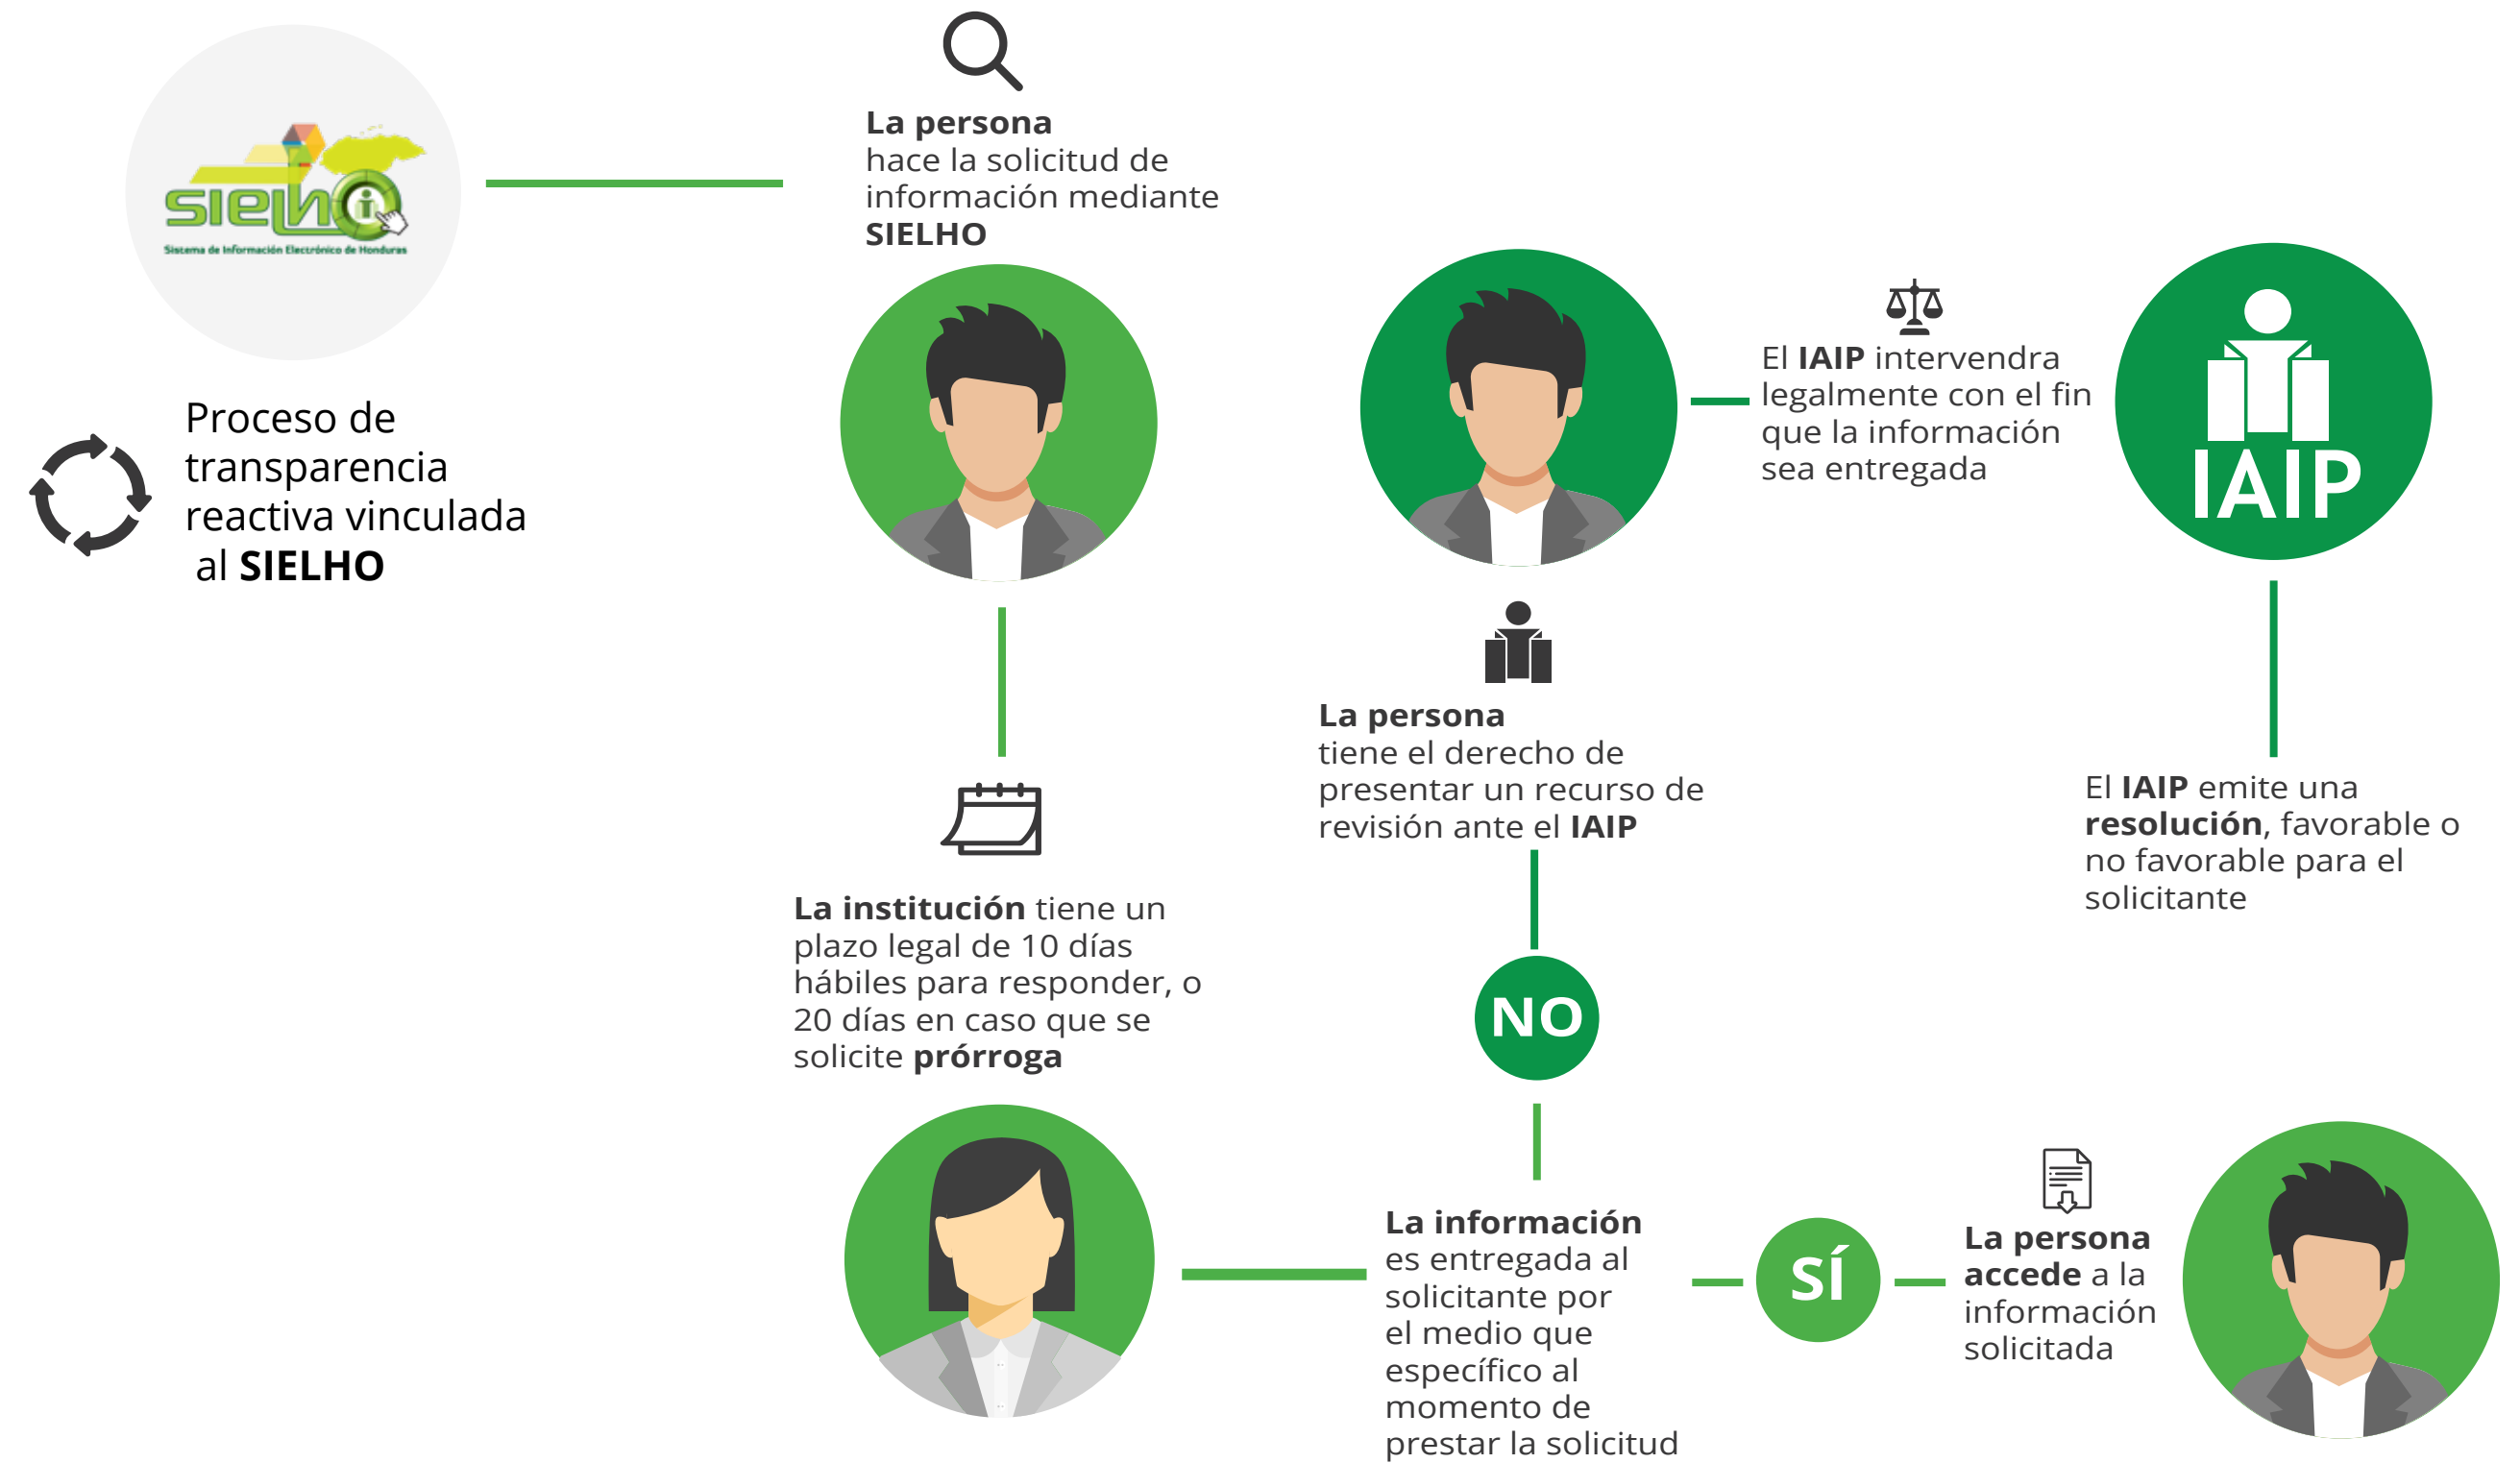 sielho
Sistema de Información Electrónico de Honduras
Proceso de
transparencia
reactiva vinculada
al SIELHO
La persona
hace la solicitud de
información mediante
SIELHO
La institución tiene un
plazo legal de 10 días
hábiles para responder, o
20 días en caso que se
solicite prórroga
La información
es entregada al
solicitante por
el medio que
específico al
momento de
prestar la solicitud
SÍ
La persona
accede a la
información
solicitada
NO
La persona
tiene el derecho de
presentar un recurso de
revisión ante el IAIP
El IAIP intervendra
legalmente con el fin
que la información
sea entregada
IAIP
El IAIP emite una
resolución, favorable o
no favorable para el
solicitante